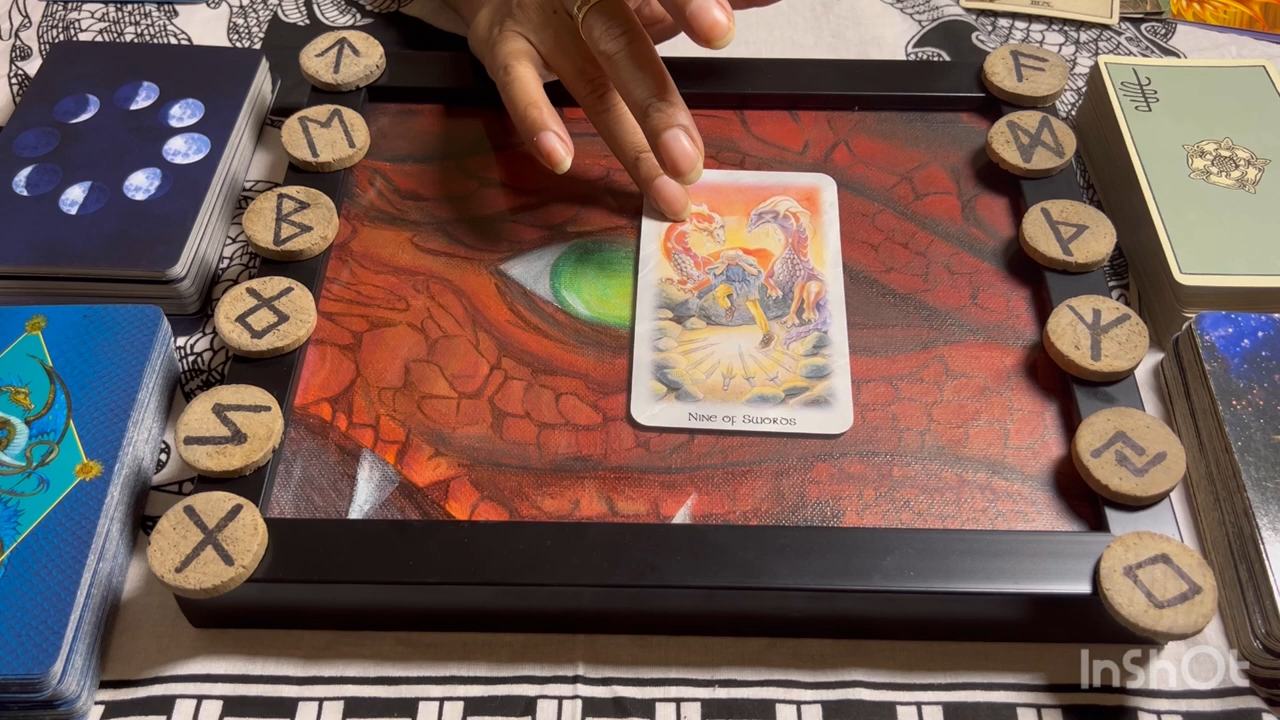 ᛏ
ᛖ
ᛒ
ᛟ
ᛊ
ᚷ
NINE OF SWORDS
ᚨ
ᛞ
ᚦ
ᛉ
ᛃ
ᛜ
InShOt